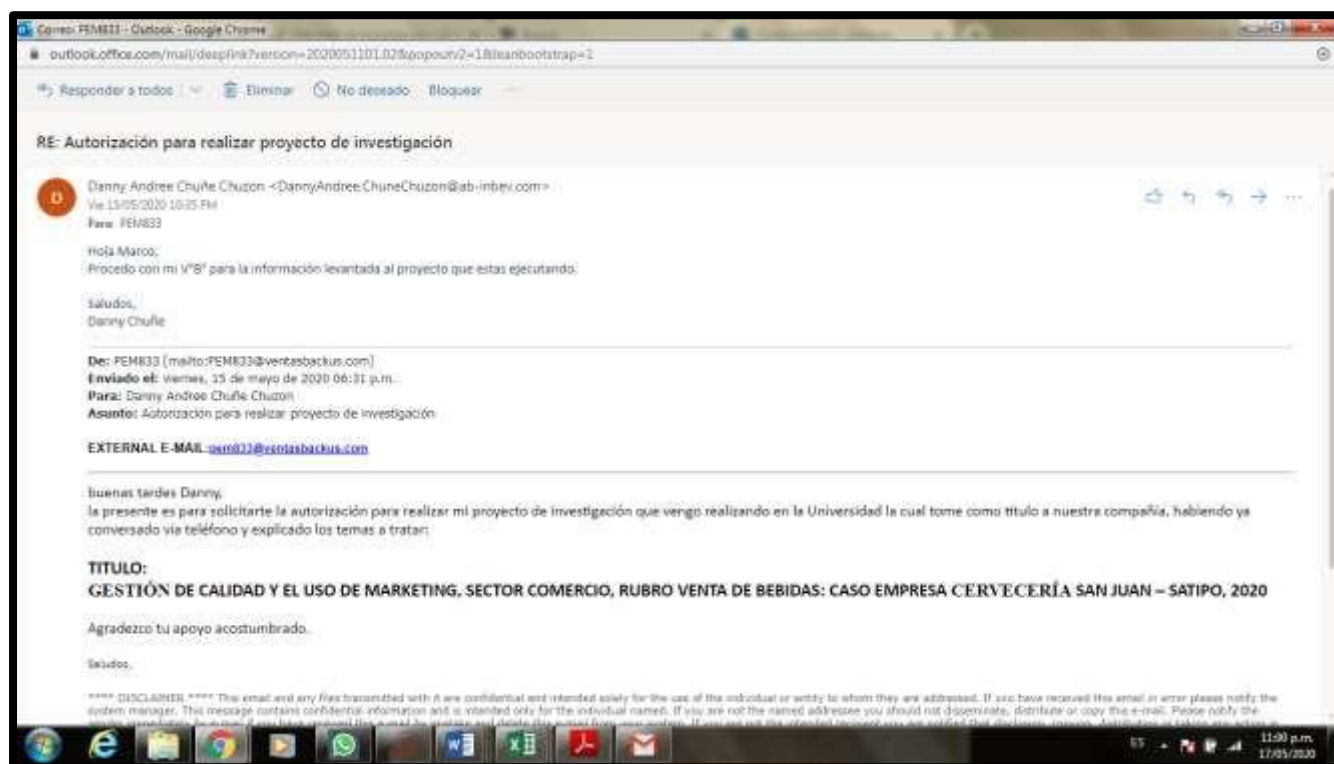 Correo: PEM833 - Outlook - Google Chrome
outlook.office.com/mail/deeplink?version=2020051101.02&popoutv2=1&leanbootstrap=1
Responder a todos Eliminar No deseado Bloquear ...
RE: Autorización para realizar proyecto de investigación
D
Danny Andree Chuñe Chuzon <DannyAndree.ChuneChuzon@ab-inbev.com>
Vie 15/05/2020 10:25 PM
Para: PEM833
Hola Marco,
Procedo con mi V°B° para la información levantada al proyecto que estas ejecutando.
Saludos,
Danny Chuñe
De: PEM833 [mailto:PEM833@ventasbackus.com]
Enviado el: viernes, 15 de mayo de 2020 06:31 p.m.
Para: Danny Andree Chuñe Chuzon
Asunto: Autorización para realizar proyecto de investigación
EXTERNAL E-MAIL:pem833@ventasbackus.com
buenas tardes Danny,
la presente es para solicitarte la autorización para realizar mi proyecto de investigación que vengo realizando en la Universidad la cual tome como título a nuestra compañía, habiendo ya
conversado vía teléfono y explicado los temas a tratar:
TITULO:
GESTIÓN DE CALIDAD Y EL USO DE MARKETING, SECTOR COMERCIO, RUBRO VENTA DE BEBIDAS: CASO EMPRESA CERVECERÍA SAN JUAN – SATIPO, 2020
Agradezco tu apoyo acostumbrado.
Saludos.
**** DISCLAIMER **** This email and any files transmitted with it are confidential and intended solely for the use of the individual or entity to whom they are addressed. If you have received this email in error please notify the
system manager. This message contains confidential information and is intended only for the individual named. If you are not the named addressee you should not disseminate, distribute or copy this e-mail. Please notify the
ES
11:00 p.m.
17/05/2020